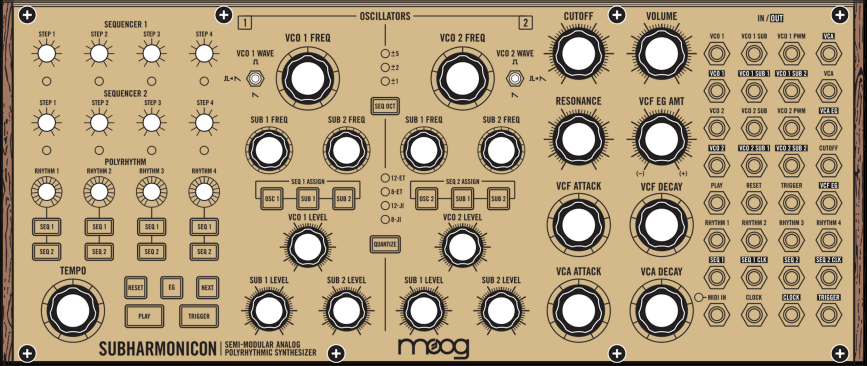 SEQUENCER 1
STEP 1 STEP 2 STEP 3 STEP 4
SEQUENCER 2
STEP 1 STEP 2 STEP 3 STEP 4
POLYRHYTHM
RHYTHM 1 RHYTHM 2 RHYTHM 3 RHYTHM 4
SEQ 1 SEQ 1 SEQ 1 SEQ 1
SEQ 2 SEQ 2 SEQ 2 SEQ 2
TEMPO
RESET EG NEXT
PLAY TRIGGER
SUBHARMONICON
SEMI-MODULAR ANALOG
POLYRHYTHMIC SYNTHESIZER
1 OSCILLATORS 2
VCO 1 FREQ VCO 2 FREQ
VCO 1 WAVE VCO 2 WAVE
±5
±2
±1
SEQ OCT
SUB 1 FREQ SUB 2 FREQ SUB 1 FREQ SUB 2 FREQ
12-ET
8-ET
12-JI
8-JI
SEQ 1 ASSIGN SEQ 2 ASSIGN
OSC 1 SUB 1 SUB 2 OSC 2 SUB 1 SUB 2
VCO 1 LEVEL VCO 2 LEVEL
QUANTIZE
SUB 1 LEVEL SUB 2 LEVEL SUB 1 LEVEL SUB 2 LEVEL
moog
CUTOFF VOLUME
RESONANCE VCF EG AMT
(−) (+)
VCF ATTACK VCF DECAY
VCA ATTACK VCA DECAY
IN / OUT
VCO 1 VCO 1 SUB VCO 1 PWM VCA
VCO 1 VCO 1 SUB 1 VCO 1 SUB 2 VCA
VCO 2 VCO 2 SUB VCO 2 PWM VCA EG
VCO 2 VCO 2 SUB 1 VCO 2 SUB 2 CUTOFF
PLAY RESET TRIGGER VCF EG
RHYTHM 1 RHYTHM 2 RHYTHM 3 RHYTHM 4
SEQ 1 SEQ 1 CLK SEQ 2 SEQ 2 CLK
MIDI IN CLOCK CLOCK TRIGGER